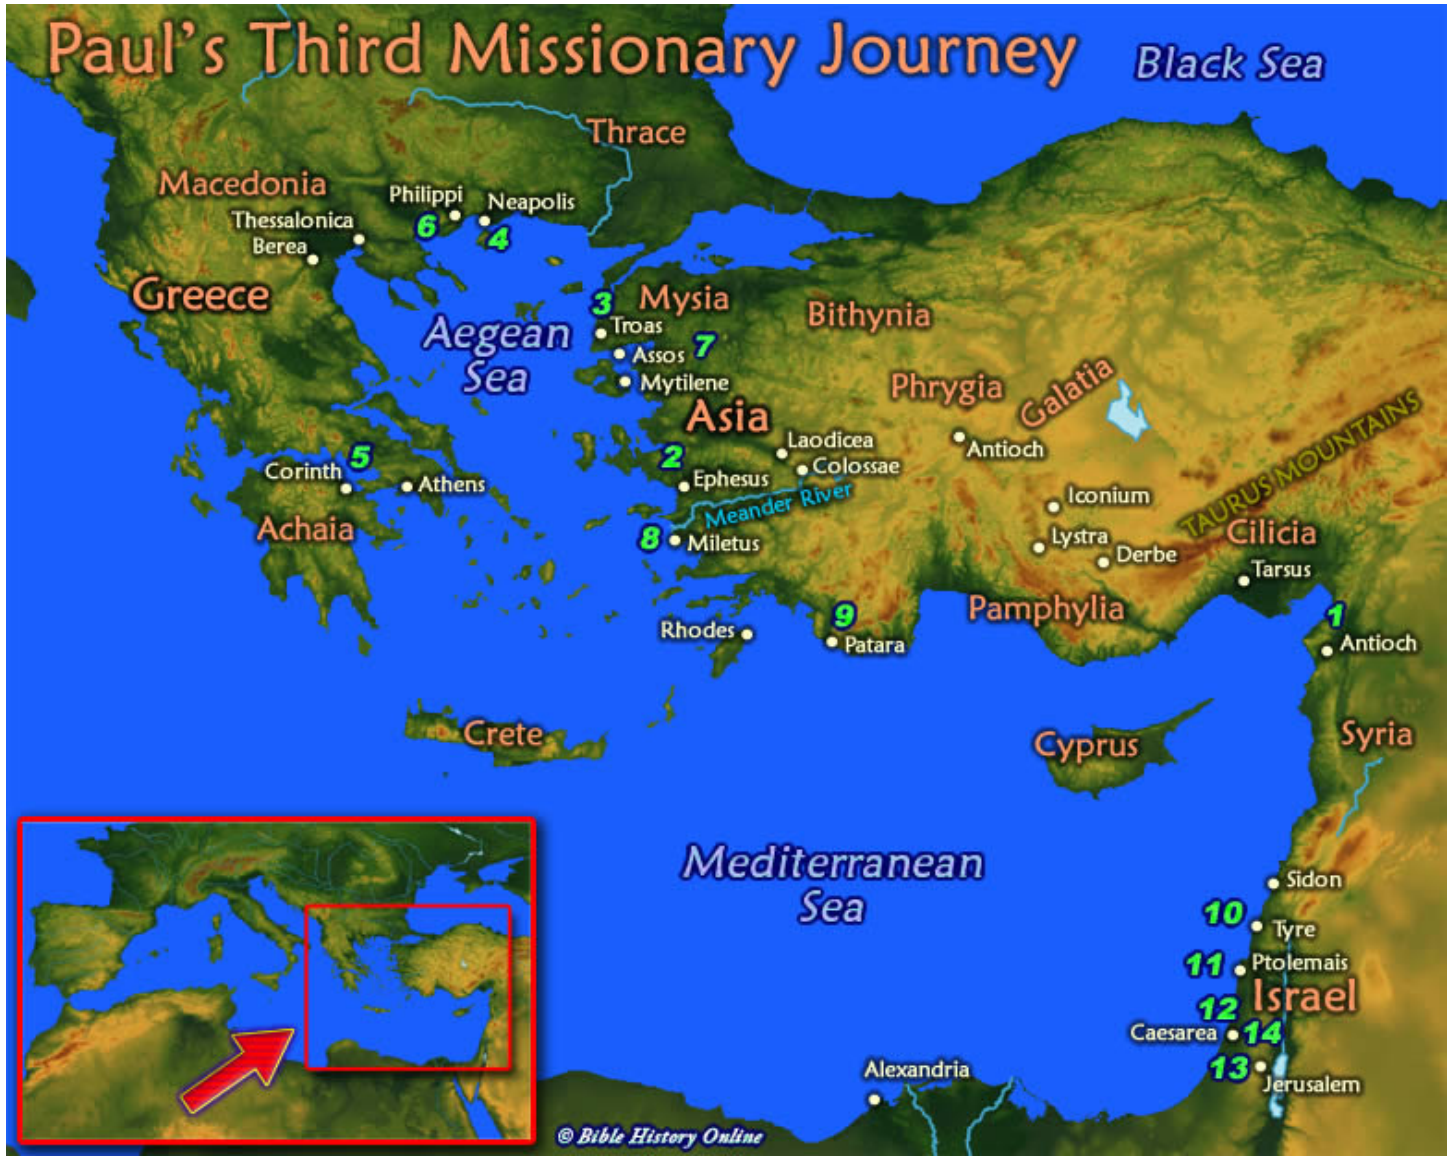 Paul's Third Missionary Journey
Black Sea
Thrace
Macedonia
Philippi
Neapolis
6
4
Thessalonica
Berea
Greece
3
Mysia
Bithynia
Troas
Aegean
Sea
Assos
7
Mytilene
Phrygia
Galatia
Asia
Laodicea
Antioch
TAURUS MOUNTAINS
5
Corinth
Athens
2
Ephesus
Colossae
Meander River
Iconium
Achaia
8
Miletus
Lystra
Derbe
Cilicia
Tarsus
Pamphylia
9
Rhodes
Patara
1
Antioch
Crete
Cyprus
Syria
Mediterranean
Sea
Sidon
10
Tyre
11
Ptolemais
Israel
12
Caesarea
14
13
Jerusalem
Alexandria
© Bible History Online